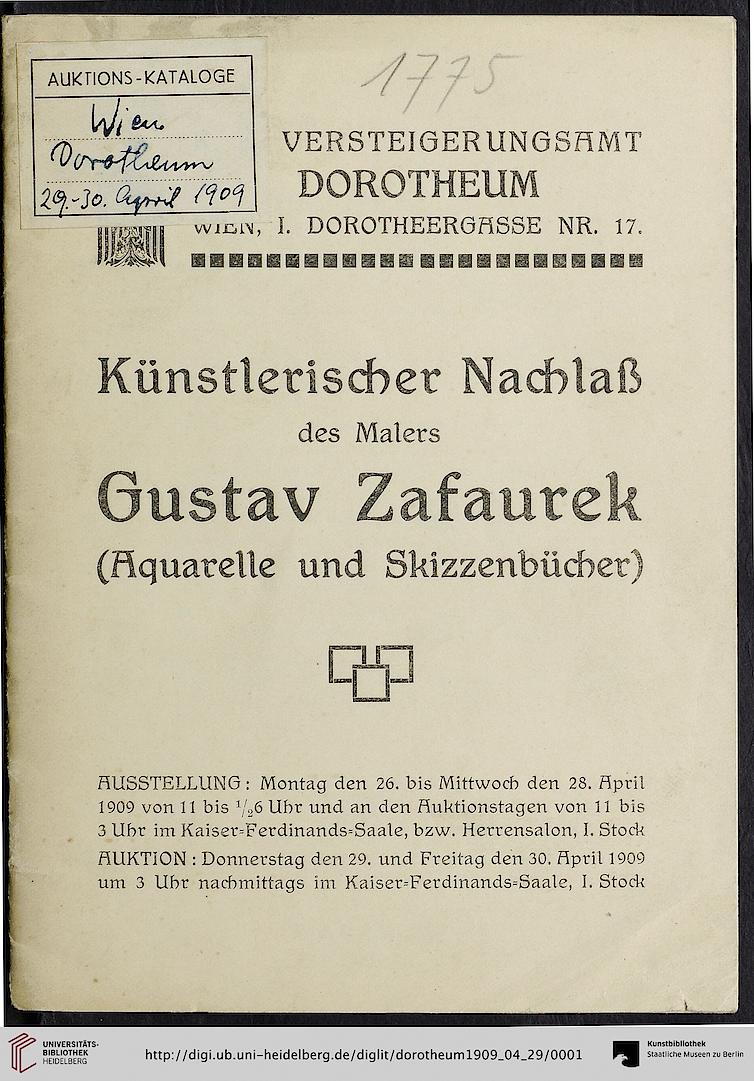 AUKTIONS-KATALOGE
Wien
Dorotheum
29.-30. April 1909
1775
VERSTEIGERUNGSAMT
DOROTHEUM
WIEN, I. DOROTHEERGASSE NR. 17.
Künstlerischer Nachlaß
des Malers
Gustav Zafaurek
(Aquarelle und Skizzenbücher)
AUSSTELLUNG: Montag den 26. bis Mittwoch den 28. April
1909 von 11 bis 1/26 Uhr und an den Auktionstagen von 11 bis
3 Uhr im Kaiser-Ferdinands-Saale, bzw. Herrensalon, I. Stock
AUKTION: Donnerstag den 29. und Freitag den 30. April 1909
um 3 Uhr nachmittags im Kaiser-Ferdinands-Saale, I. Stock
UNIVERSITÄTS-
BIBLIOTHEK
HEIDELBERG
http://digi.ub.uni-heidelberg.de/diglit/dorotheum1909_04_29/0001
Kunstbibliothek
Staatliche Museen zu Berlin